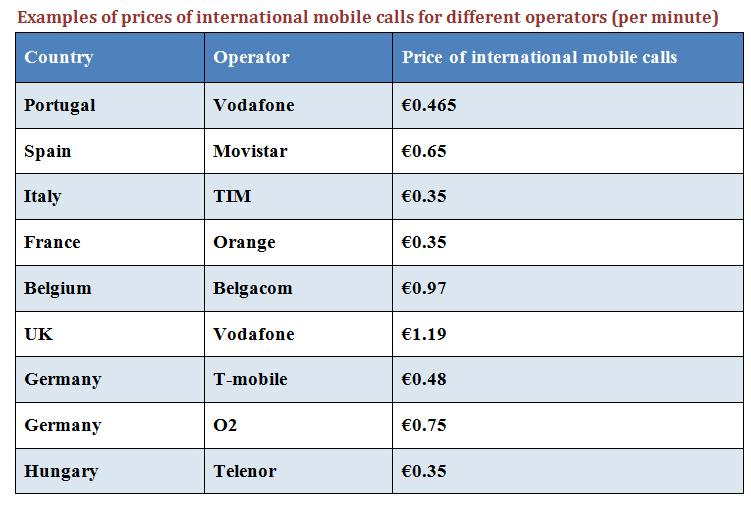 Examples of prices of international mobile calls for different operators (per minute)
Country Operator Price of international mobile calls
Portugal Vodafone €0.465
Spain Movistar €0.65
Italy TIM €0.35
France Orange €0.35
Belgium Belgacom €0.97
UK Vodafone €1.19
Germany T-mobile €0.48
Germany O2 €0.75
Hungary Telenor €0.35